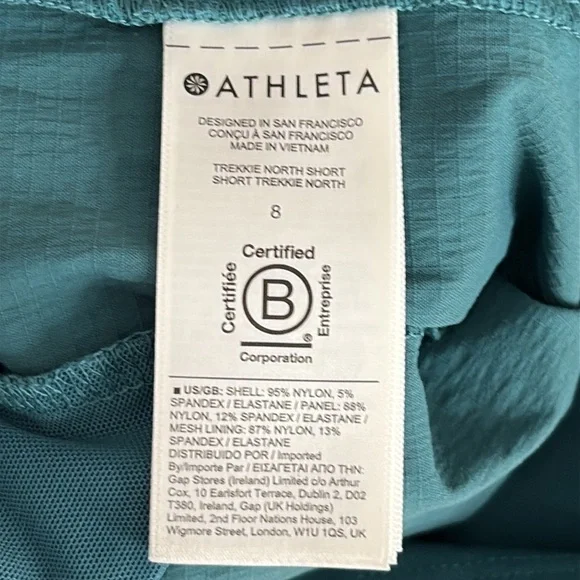 ATHLETA
DESIGNED IN SAN FRANCISCO
CONÇU À SAN FRANCISCO
MADE IN VIETNAM
TREKKIE NORTH SHORT
SHORT TREKKIE NORTH
8
Certified
Certifiée
B
Entreprise
®
Corporation
■ US/GB: SHELL: 95% NYLON, 5%
SPANDEX / ELASTANE / PANEL: 88%
NYLON, 12% SPANDEX / ELASTANE /
MESH LINING: 87% NYLON, 13%
SPANDEX / ELASTANE
DISTRIBUIDO POR / Imported
By/Importe Par / ΕΙΣΑΓΕΤΑΙ ΑΠΟ ΤΗΝ:
Gap Stores (Ireland) Limited c/o Arthur
Cox, 10 Earlsfort Terrace, Dublin 2, D02
T380, Ireland, Gap (UK Holdings)
Limited, 2nd Floor Nations House, 103
Wigmore Street, London, W1U 1QS, UK